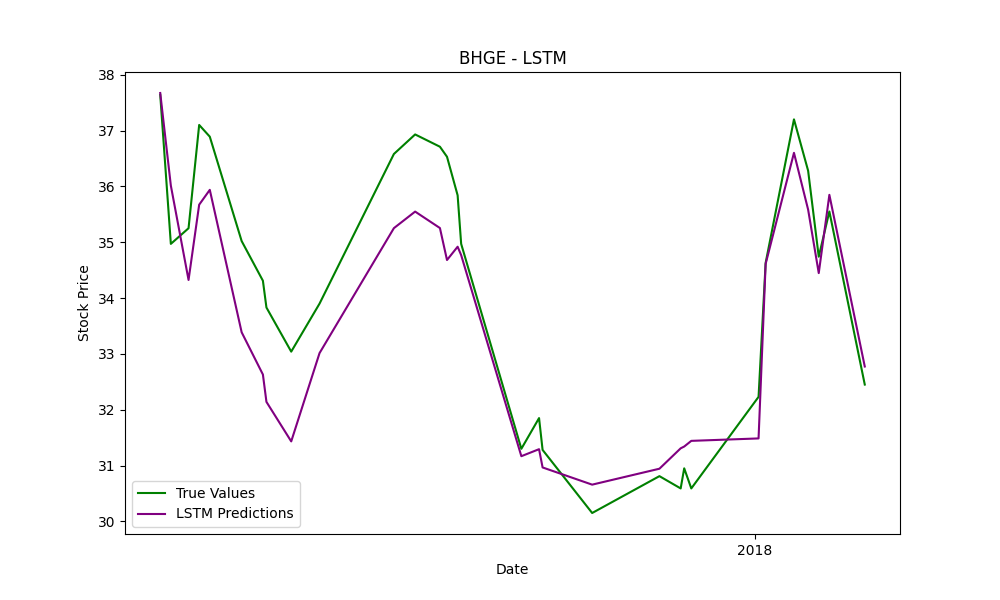 BHGE - LSTM
38
37
36
35
34
33
32
31
30
Stock Price
True Values
LSTM Predictions
2018
Date